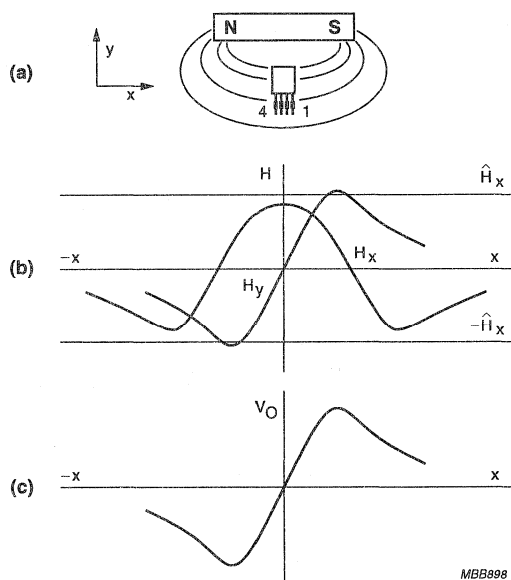 N S
y
(a)
x
4 1
H Ĥx
−x Hx x
(b) Hy
−Ĥx
VO
−x x
(c)
MBB898